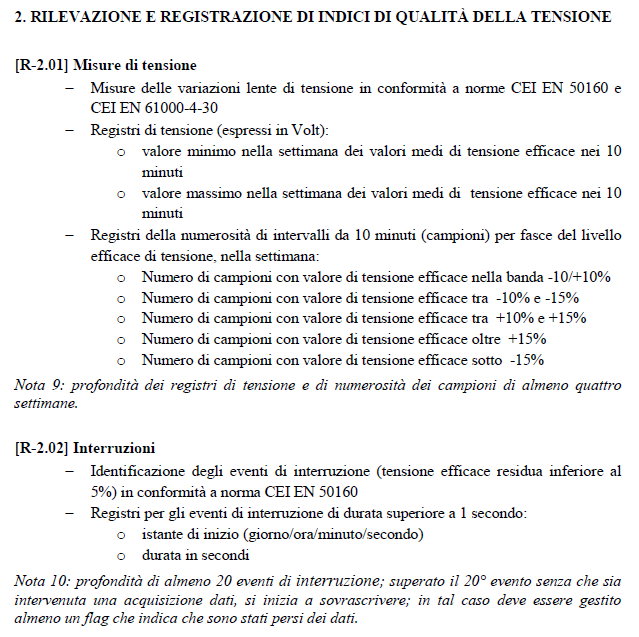 2. RILEVAZIONE E REGISTRAZIONE DI INDICI DI QUALITÀ DELLA TENSIONE
[R-2.01] Misure di tensione
– Misure delle variazioni lente di tensione in conformità a norme CEI EN 50160 e
CEI EN 61000-4-30
– Registri di tensione (espressi in Volt):
o valore minimo nella settimana dei valori medi di tensione efficace nei 10
minuti
o valore massimo nella settimana dei valori medi di tensione efficace nei 10
minuti
– Registri della numerosità di intervalli da 10 minuti (campioni) per fasce del livello
efficace di tensione, nella settimana:
o Numero di campioni con valore di tensione efficace nella banda -10/+10%
o Numero di campioni con valore di tensione efficace tra -10% e -15%
o Numero di campioni con valore di tensione efficace tra +10% e +15%
o Numero di campioni con valore di tensione efficace oltre +15%
o Numero di campioni con valore di tensione efficace sotto -15%
Nota 9: profondità dei registri di tensione e di numerosità dei campioni di almeno quattro
settimane.
[R-2.02] Interruzioni
– Identificazione degli eventi di interruzione (tensione efficace residua inferiore al
5%) in conformità a norma CEI EN 50160
– Registri per gli eventi di interruzione di durata superiore a 1 secondo:
o istante di inizio (giorno/ora/minuto/secondo)
o durata in secondi
Nota 10: profondità di almeno 20 eventi di interruzione; superato il 20° evento senza che sia
intervenuta una acquisizione dati, si inizia a sovrascrivere; in tal caso deve essere gestito
almeno un flag che indica che sono stati persi dei dati.